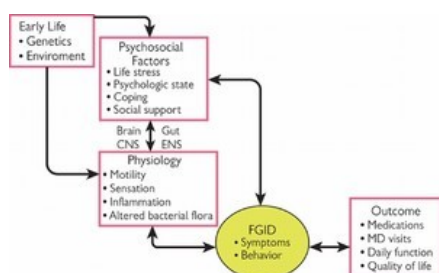 Early Life
• Genetics
• Enviroment
Psychosocial
Factors
• Life stress
• Psychologic state
• Coping
• Social support
Brain Gut
CNS ENS
Physiology
• Motility
• Sensation
• Inflammation
• Altered bacterial flora
FGID
• Symptoms
• Behavior
Outcome
• Medications
• MD visits
• Daily function
• Quality of life